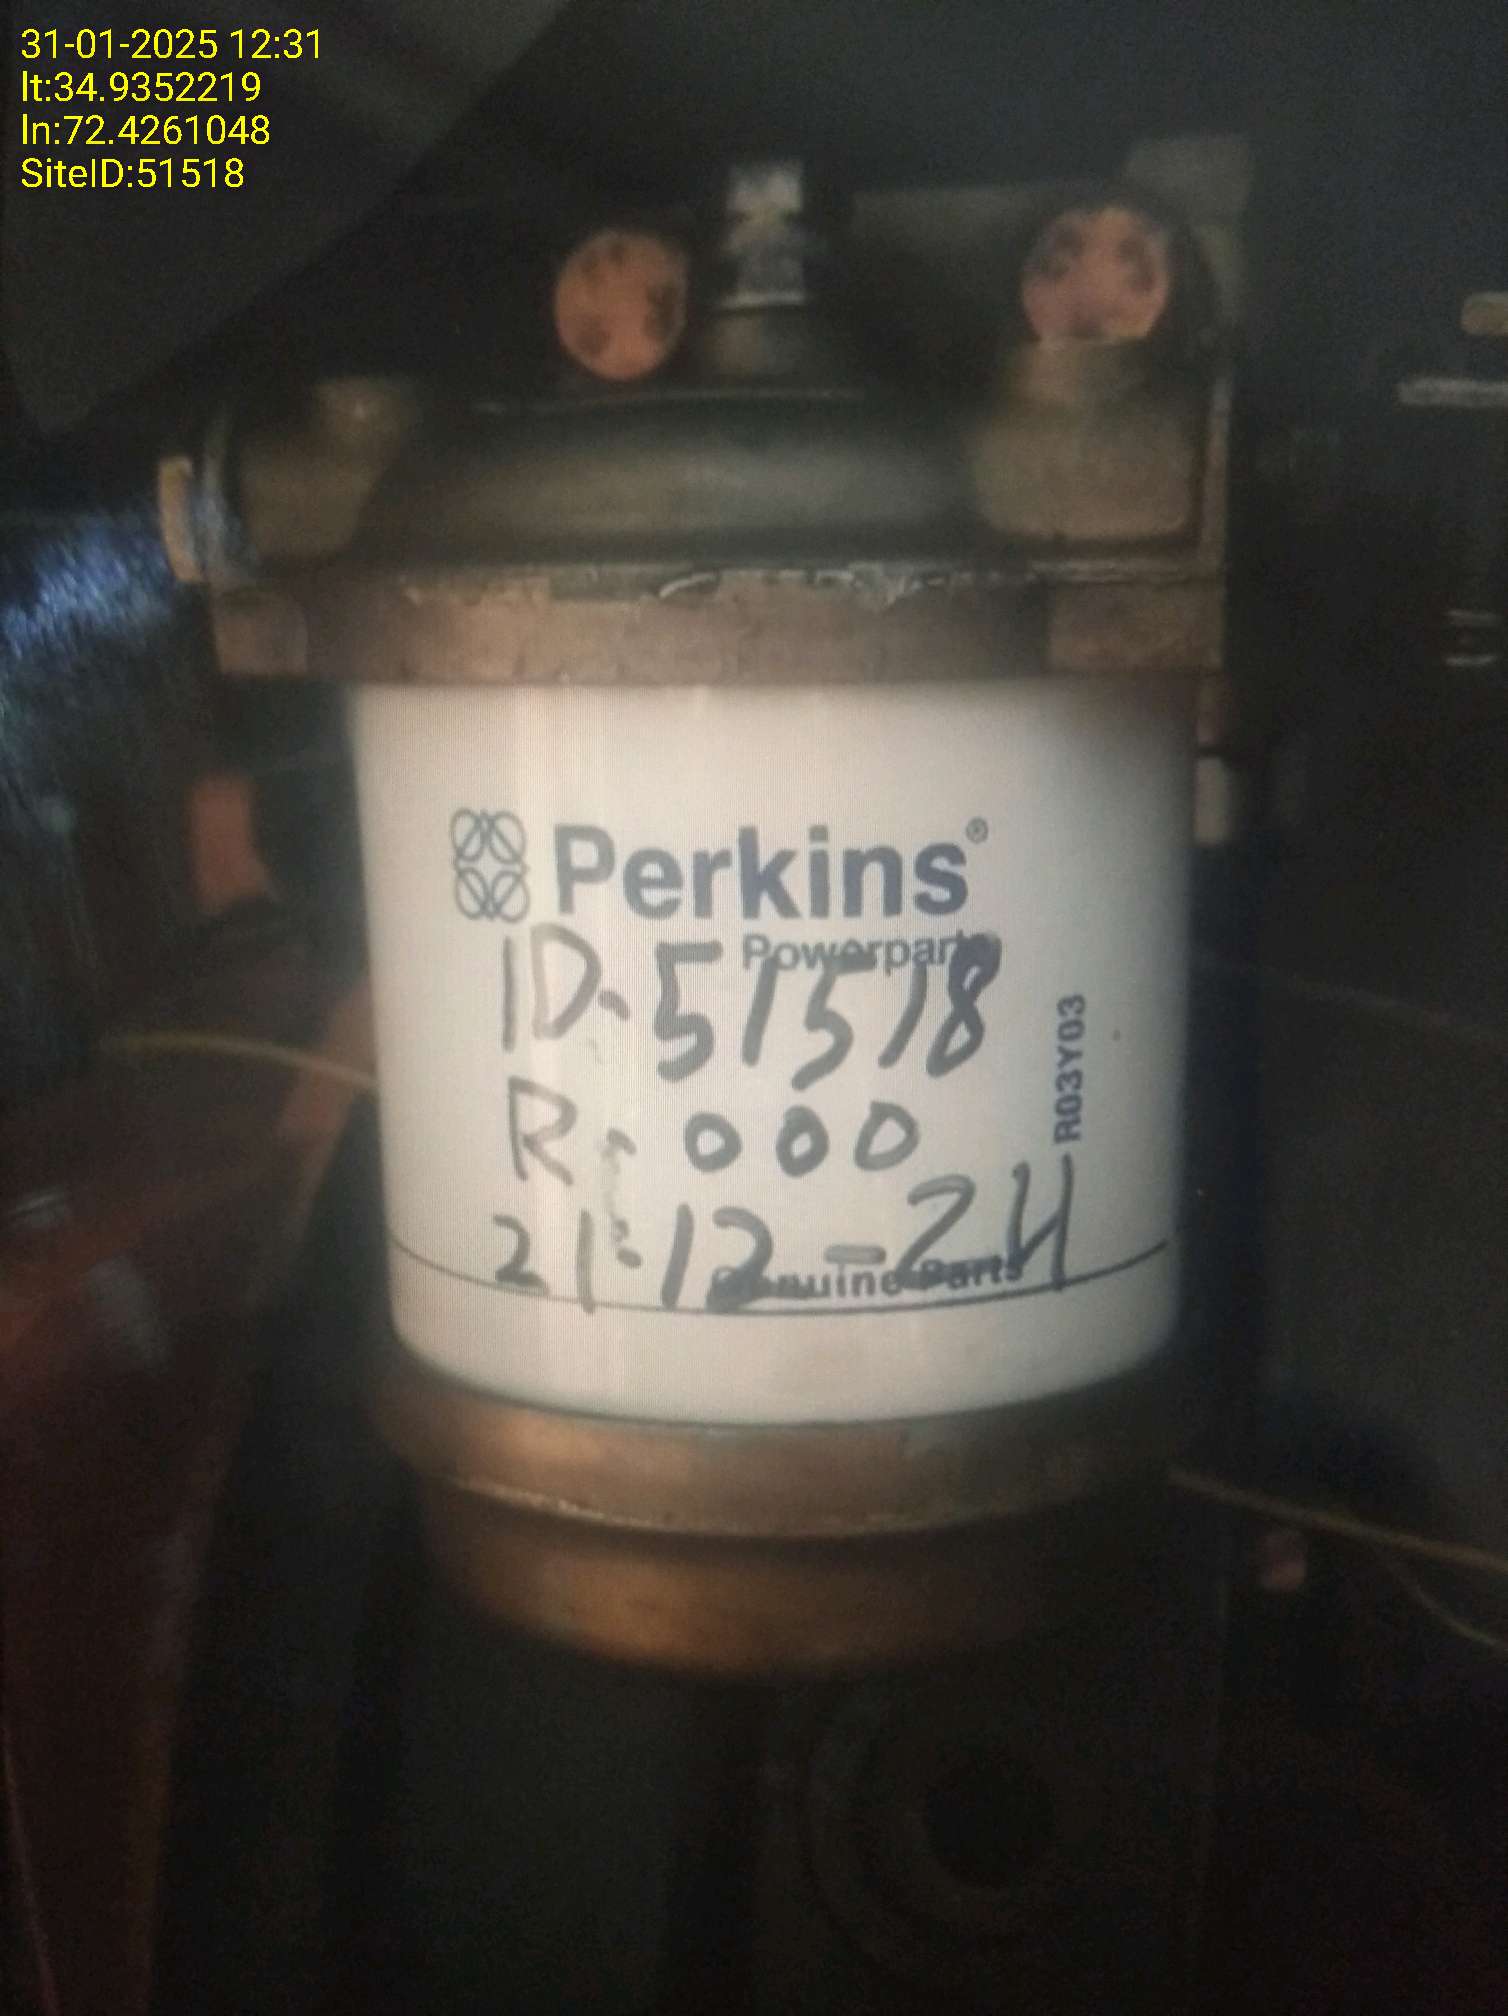 31-01-2025 12:31
lt:34.9352219
ln:72.4261048
SiteID:51518
Perkins®
Powerparts
ID.51518
R03Y03
R:000
21-12-24
Genuine Parts